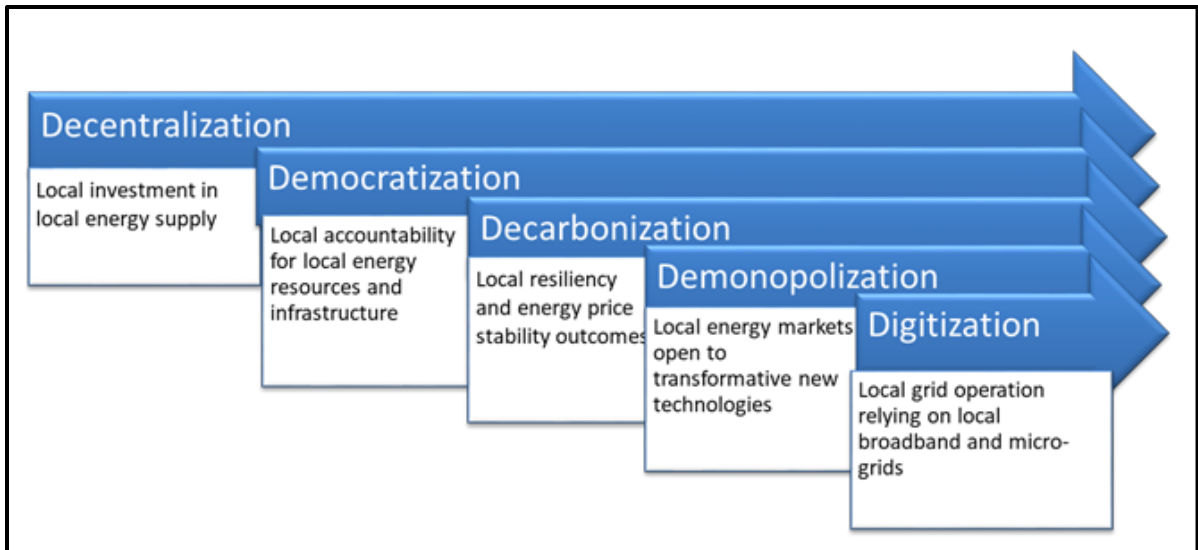 Decentralization
Local investment in
local energy supply
Democratization
Local accountability
for local energy
resources and
infrastructure
Decarbonization
Local resiliency
and energy price
stability outcomes
Demonopolization
Local energy markets
open to
transformative new
technologies
Digitization
Local grid operation
relying on local
broadband and micro-
grids